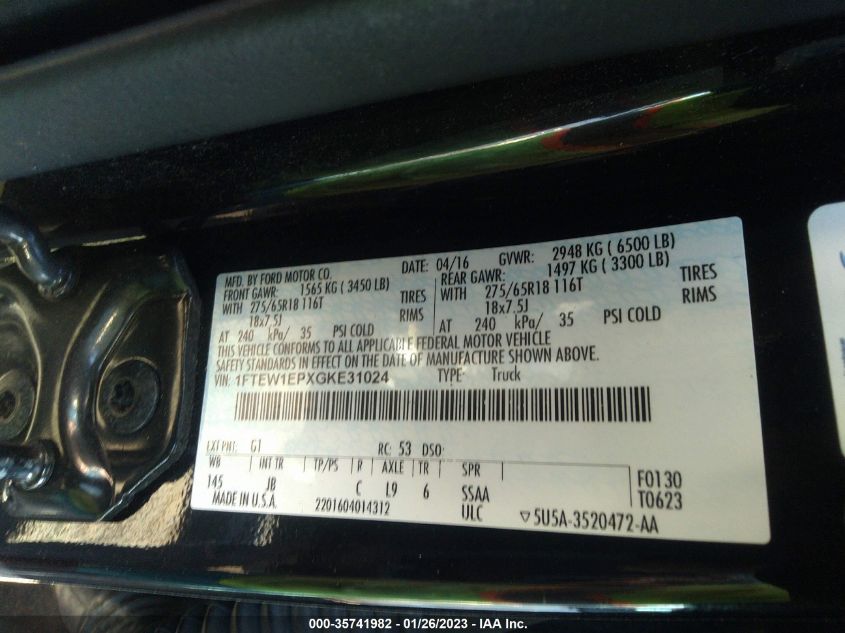 MFD. BY FORD MOTOR CO.
DATE: 04/16 GVWR: 2948 KG ( 6500 LB)
FRONT GAWR: 1565 KG ( 3450 LB) REAR GAWR: 1497 KG ( 3300 LB)
WITH 275/65R18 116T TIRES WITH 275/65R18 116T TIRES
18x7.5J RIMS 18x7.5J RIMS
AT 240 kPa/ 35 PSI COLD AT 240 kPa/ 35 PSI COLD
THIS VEHICLE CONFORMS TO ALL APPLICABLE FEDERAL MOTOR VEHICLE
SAFETY STANDARDS IN EFFECT ON THE DATE OF MANUFACTURE SHOWN ABOVE.
VIN: 1FTEW1EPXGKE31024 TYPE: Truck
EXT PNT: G1 RC: 53 DSO:
WB INT TR TP/PS R AXLE TR SPR
145 JB C L9 6 SSAA
F0130
T0623
MADE IN U.S.A. 2201604014312 ULC ▽5U5A-3520472-AA
000-35741982 - 01/26/2023 - IAA Inc.